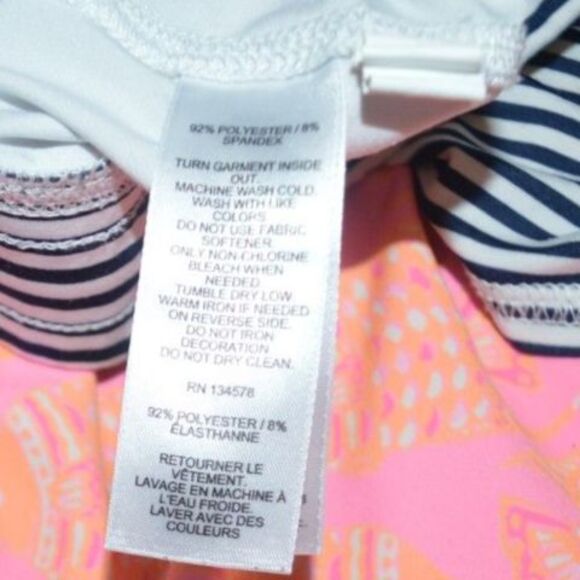 92% POLYESTER / 8%
SPANDEX
TURN GARMENT INSIDE
OUT.
MACHINE WASH COLD.
WASH WITH LIKE
COLORS
DO NOT USE FABRIC
SOFTENER.
ONLY NON-CHLORINE
BLEACH WHEN
NEEDED
TUMBLE DRY LOW
WARM IRON IF NEEDED
ON REVERSE SIDE.
DO NOT IRON
DECORATION
DO NOT DRY CLEAN.
RN 134578
92% POLYESTER / 8%
ÉLASTHANNE
RETOURNER LE
VÊTEMENT.
LAVAGE EN MACHINE À
L'EAU FROIDE.
LAVER AVEC DES
COULEURS